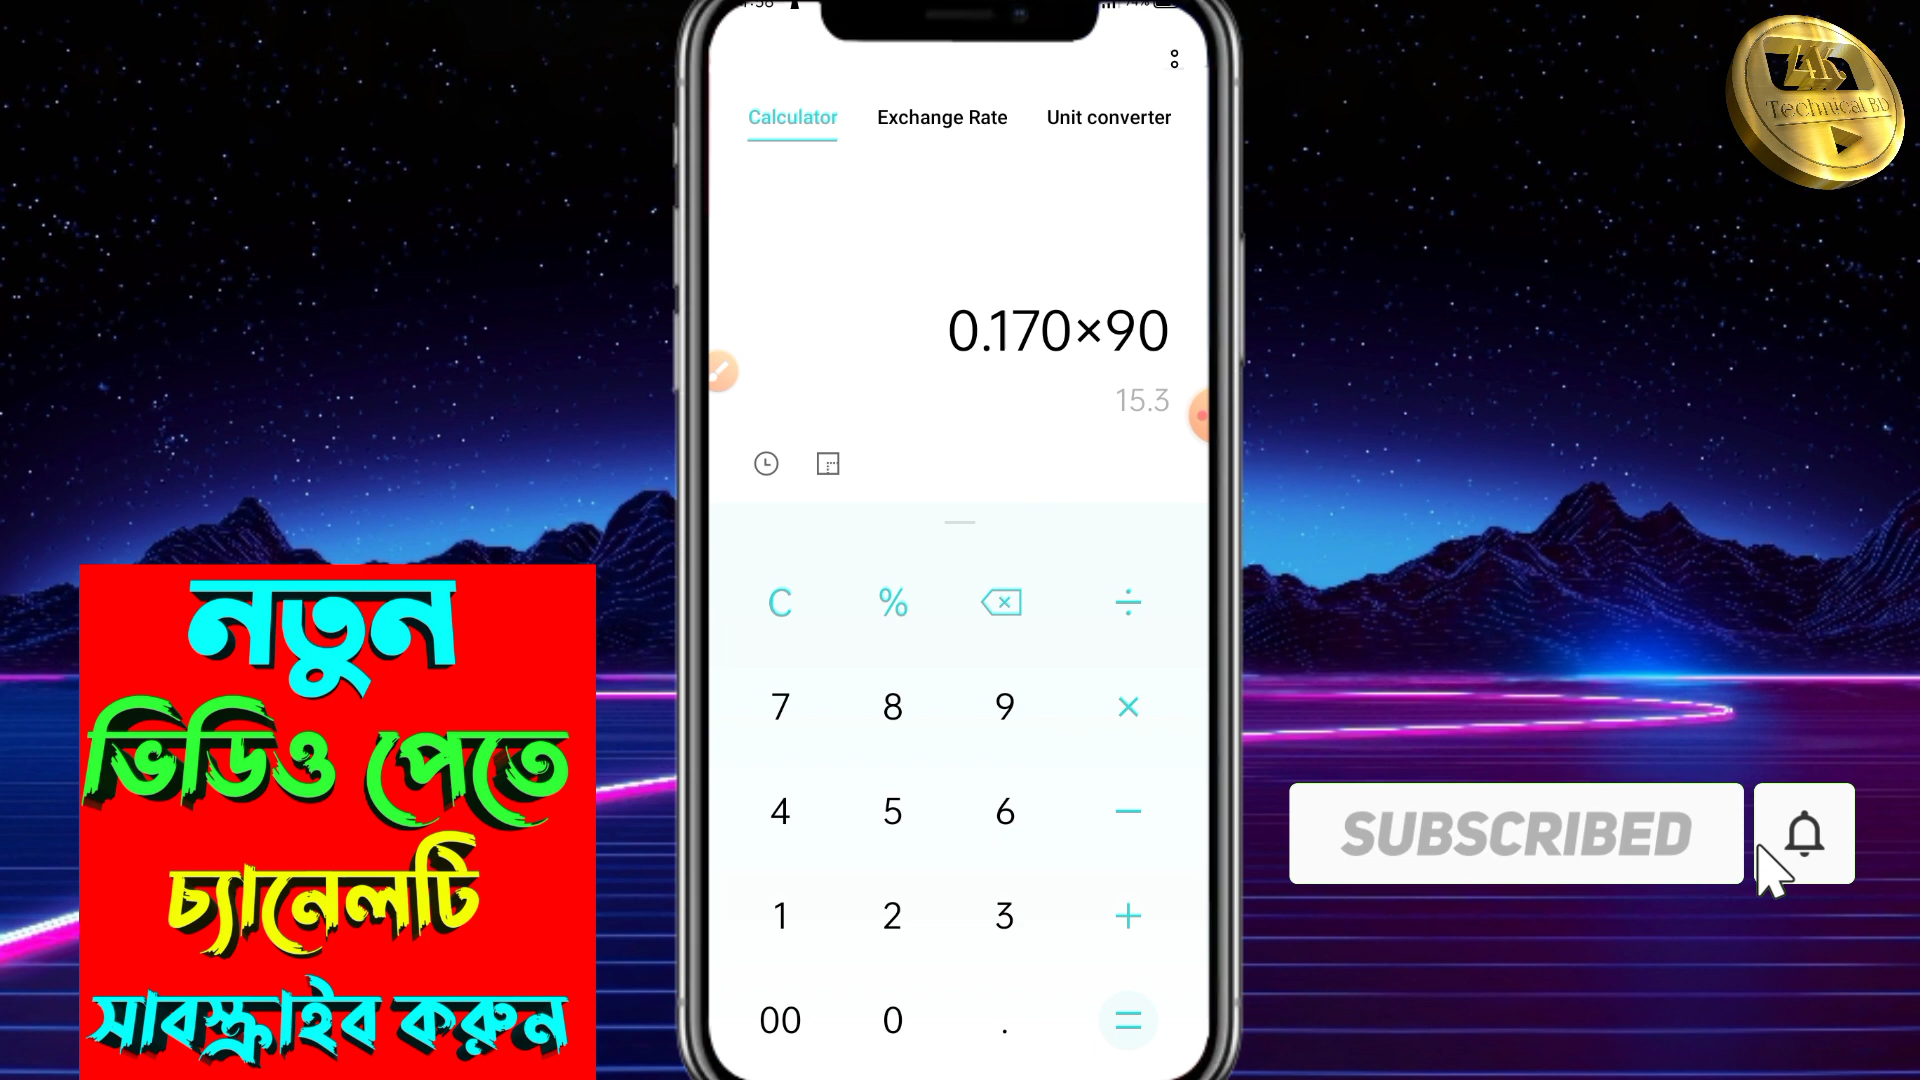 Calculator Exchange Rate Unit converter
0.170×90
15.3
C % ÷
7 8 9 ×
4 5 6 −
1 2 3 +
00 0 . =
4K
Technical BD
নতুন
ভিডিও পেতে
চ্যানেলটি
সাবস্ক্রাইব করুন
SUBSCRIBED